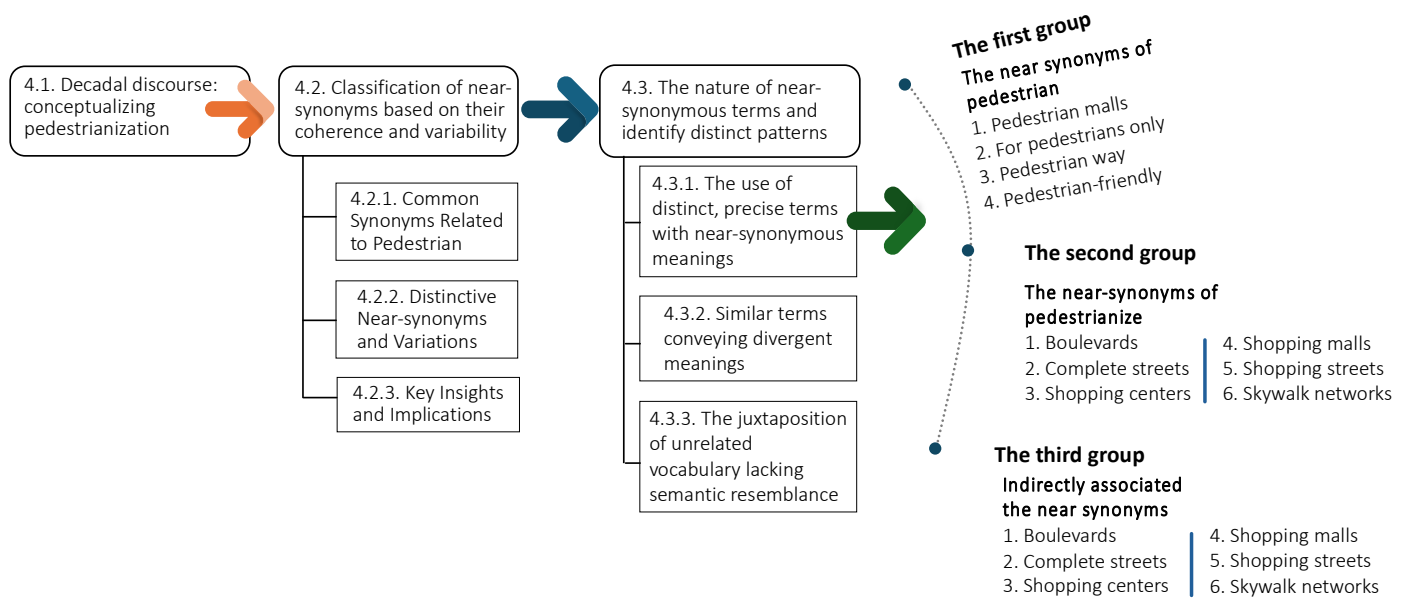 4.1. Decadal discourse:
conceptualizing
pedestrianization
4.2. Classification of near-
synonyms based on their
coherence and variability
4.2.1. Common
Synonyms Related
to Pedestrian
4.2.2. Distinctive
Near-synonyms
and Variations
4.2.3. Key Insights
and Implications
4.3. The nature of near-
synonymous terms and
identify distinct patterns
4.3.1. The use of
distinct, precise terms
with near-synonymous
meanings
4.3.2. Similar terms
conveying divergent
meanings
4.3.3. The juxtaposition
of unrelated
vocabulary lacking
semantic resemblance
The first group
The near synonyms of
pedestrian
1. Pedestrian malls
2. For pedestrians only
3. Pedestrian way
4. Pedestrian-friendly
The second group
The near-synonyms of
pedestrianize
1. Boulevards
2. Complete streets
3. Shopping centers
4. Shopping malls
5. Shopping streets
6. Skywalk networks
The third group
Indirectly associated
the near synonyms
1. Boulevards
2. Complete streets
3. Shopping centers
4. Shopping malls
5. Shopping streets
6. Skywalk networks